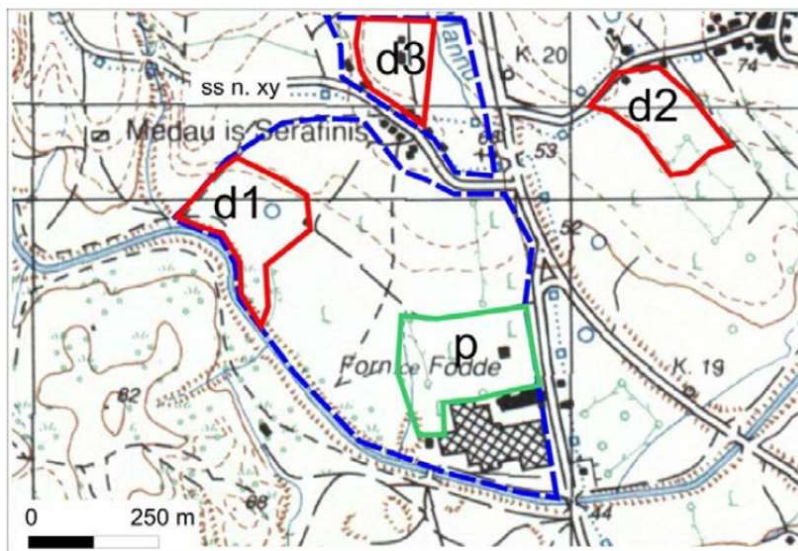 Mannu
K. 20
74
d3
ss n. xy
d2
Medau is Serafinis
53
d1
52
p
Forn.ce Fodde
K. 19
82
68
44
0 250 m